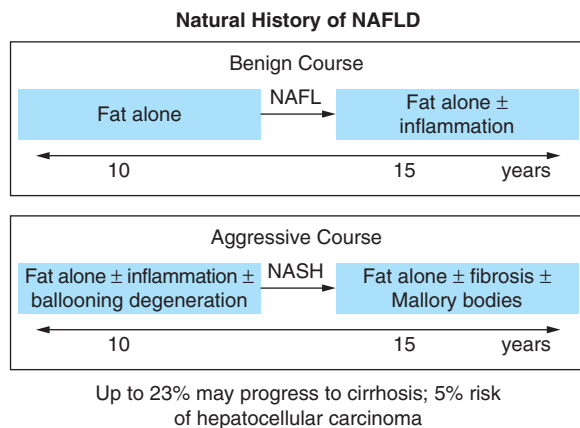 Natural History of NAFLD
Benign Course
Fat alone
NAFL
Fat alone ±
inflammation
10
15
years
Aggressive Course
Fat alone ± inflammation ±
ballooning degeneration
NASH
Fat alone ± fibrosis ±
Mallory bodies
10
15
years
Up to 23% may progress to cirrhosis; 5% risk
of hepatocellular carcinoma